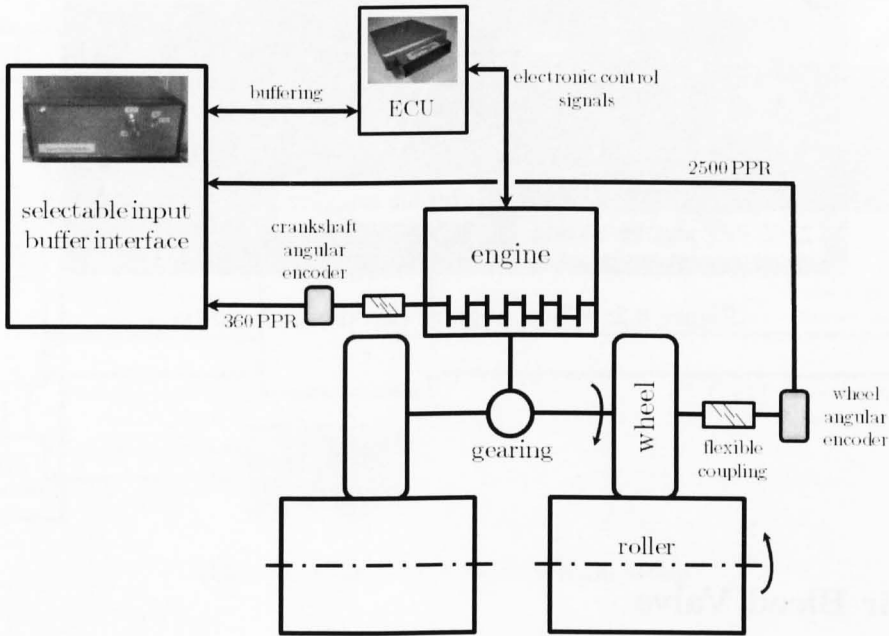 buffering
ECU
electronic control
signals
2500 PPR
selectable input
buffer interface
crankshaft
angular
encoder
engine
360 PPR
wheel
gearing
flexible
coupling
wheel
angular
encoder
roller